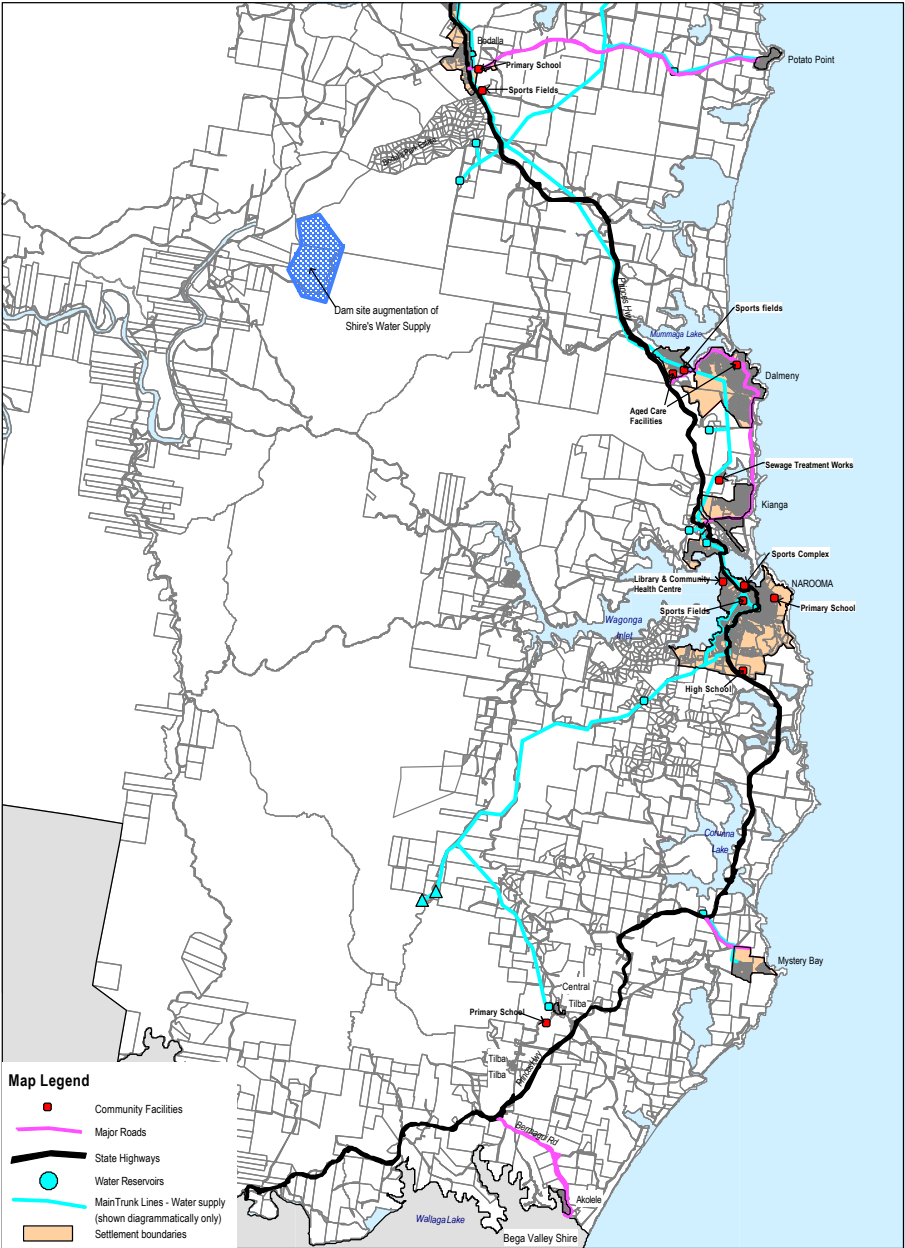 Bodalla
Primary School
Potato Point
Sports Fields
Bodalla Park Estate
Dam site augmentation of
Shire's Water Supply
Princes Hwy
Sports fields
Mummaga Lake
Dalmeny
Aged Care
Facilities
Sewage Treatment Works
Kianga
Sports Complex
Library & Community
Health Centre
NAROOMA
Sports Fields
Primary School
Wagonga
Inlet
High School
Corunna
Lake
Mystery Bay
Central
Tilba
Primary School
Tilba
Tilba
Princes Hwy
Bermagui Rd
Akolele
Wallaga Lake
Bega Valley Shire
Map Legend
Community Facilities
Major Roads
State Highways
Water Reservoirs
MainTrunk Lines - Water supply
(shown diagrammatically only)
Settlement boundaries